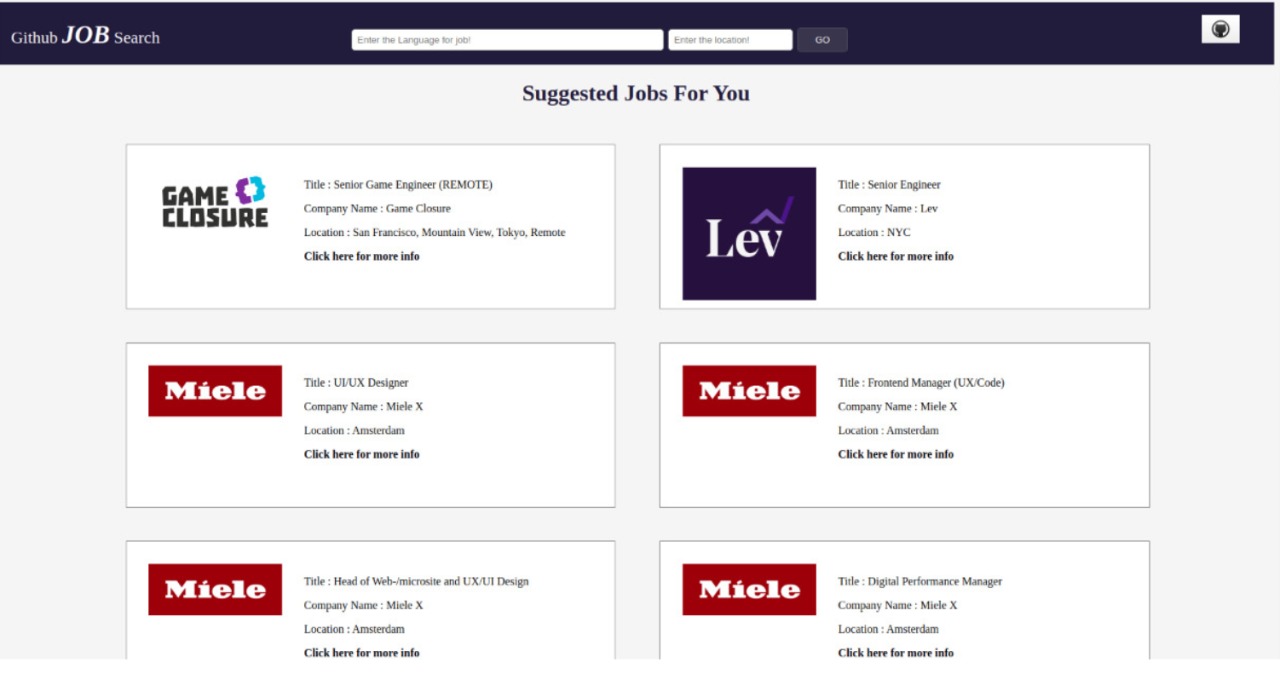 Github JOB Search
Enter the Language for job!
Enter the location!
GO
Suggested Jobs For You
GAME
CLOSURE
Title : Senior Game Engineer (REMOTE)
Company Name : Game Closure
Location : San Francisco, Mountain View, Tokyo, Remote
Click here for more info
Lev
Title : Senior Engineer
Company Name : Lev
Location : NYC
Click here for more info
Miele
Title : UI/UX Designer
Company Name : Miele X
Location : Amsterdam
Click here for more info
Miele
Title : Frontend Manager (UX/Code)
Company Name : Miele X
Location : Amsterdam
Click here for more info
Miele
Title : Head of Web-/microsite and UX/UI Design
Company Name : Miele X
Location : Amsterdam
Click here for more info
Miele
Title : Digital Performance Manager
Company Name : Miele X
Location : Amsterdam
Click here for more info